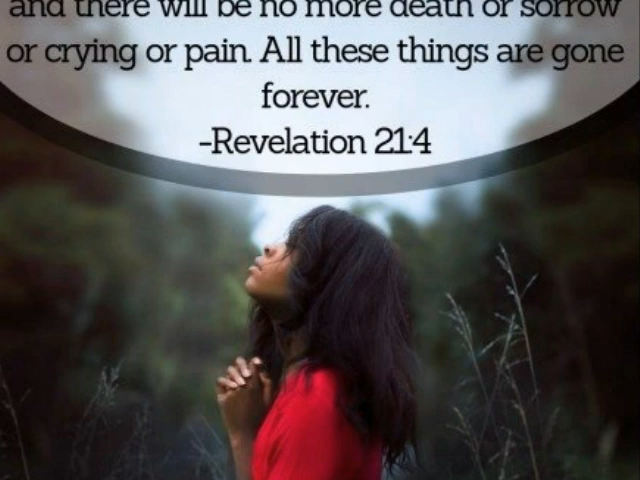 and there will be no more death or sorrow
or crying or pain. All these things are gone
forever.
-Revelation 21:4